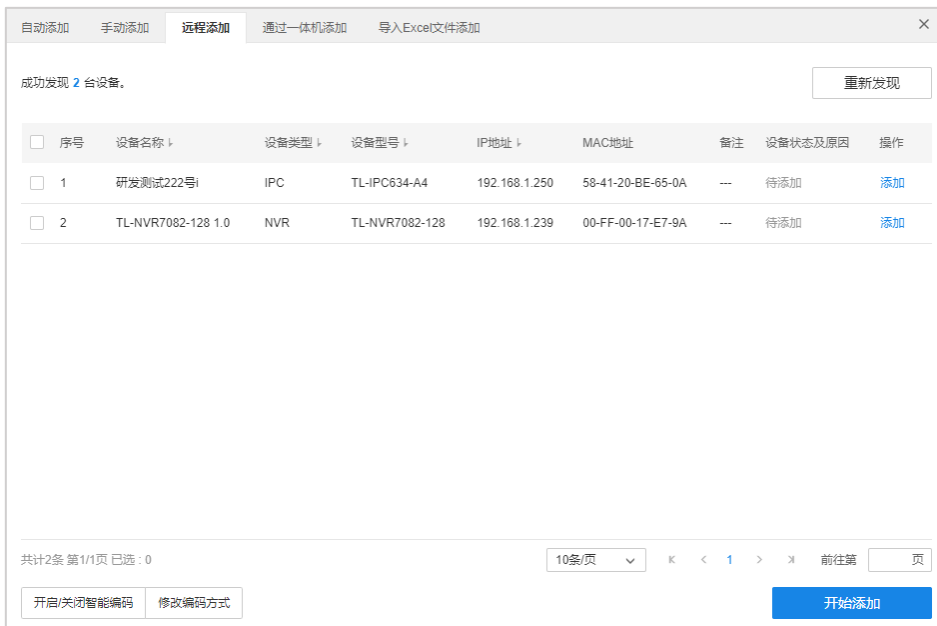 自动添加 手动添加 远程添加 通过一体机添加 导入Excel文件添加
成功发现 2 台设备。 重新发现
序号 设备名称 设备类型 设备型号 IP地址 MAC地址 备注 设备状态及原因 操作
1 研发测试222号i IPC TL-IPC634-A4 192.168.1.250 58-41-20-BE-65-0A --- 待添加 添加
2 TL-NVR7082-128 1.0 NVR TL-NVR7082-128 192.168.1.239 00-FF-00-17-E7-9A --- 待添加 添加
共计2条 第1/1页 已选 : 0 10条/页 1 前往第 页
开启/关闭智能编码 修改编码方式 开始添加